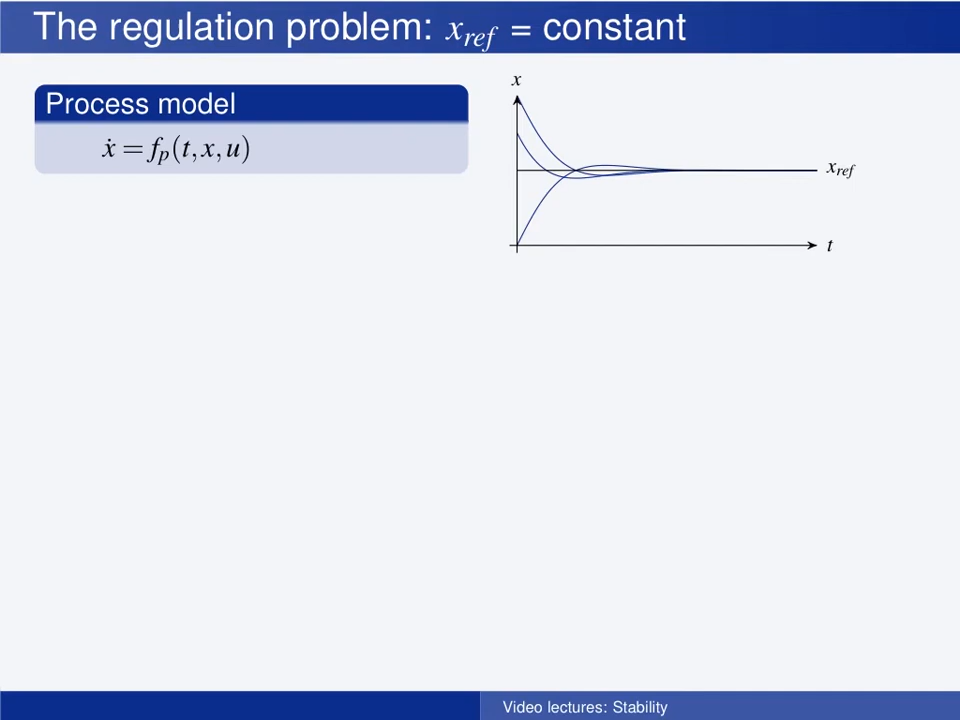 The regulation problem: x_ref = constant
Process model
ẋ = f_p(t, x, u)
x
x_ref
t
Video lectures: Stability